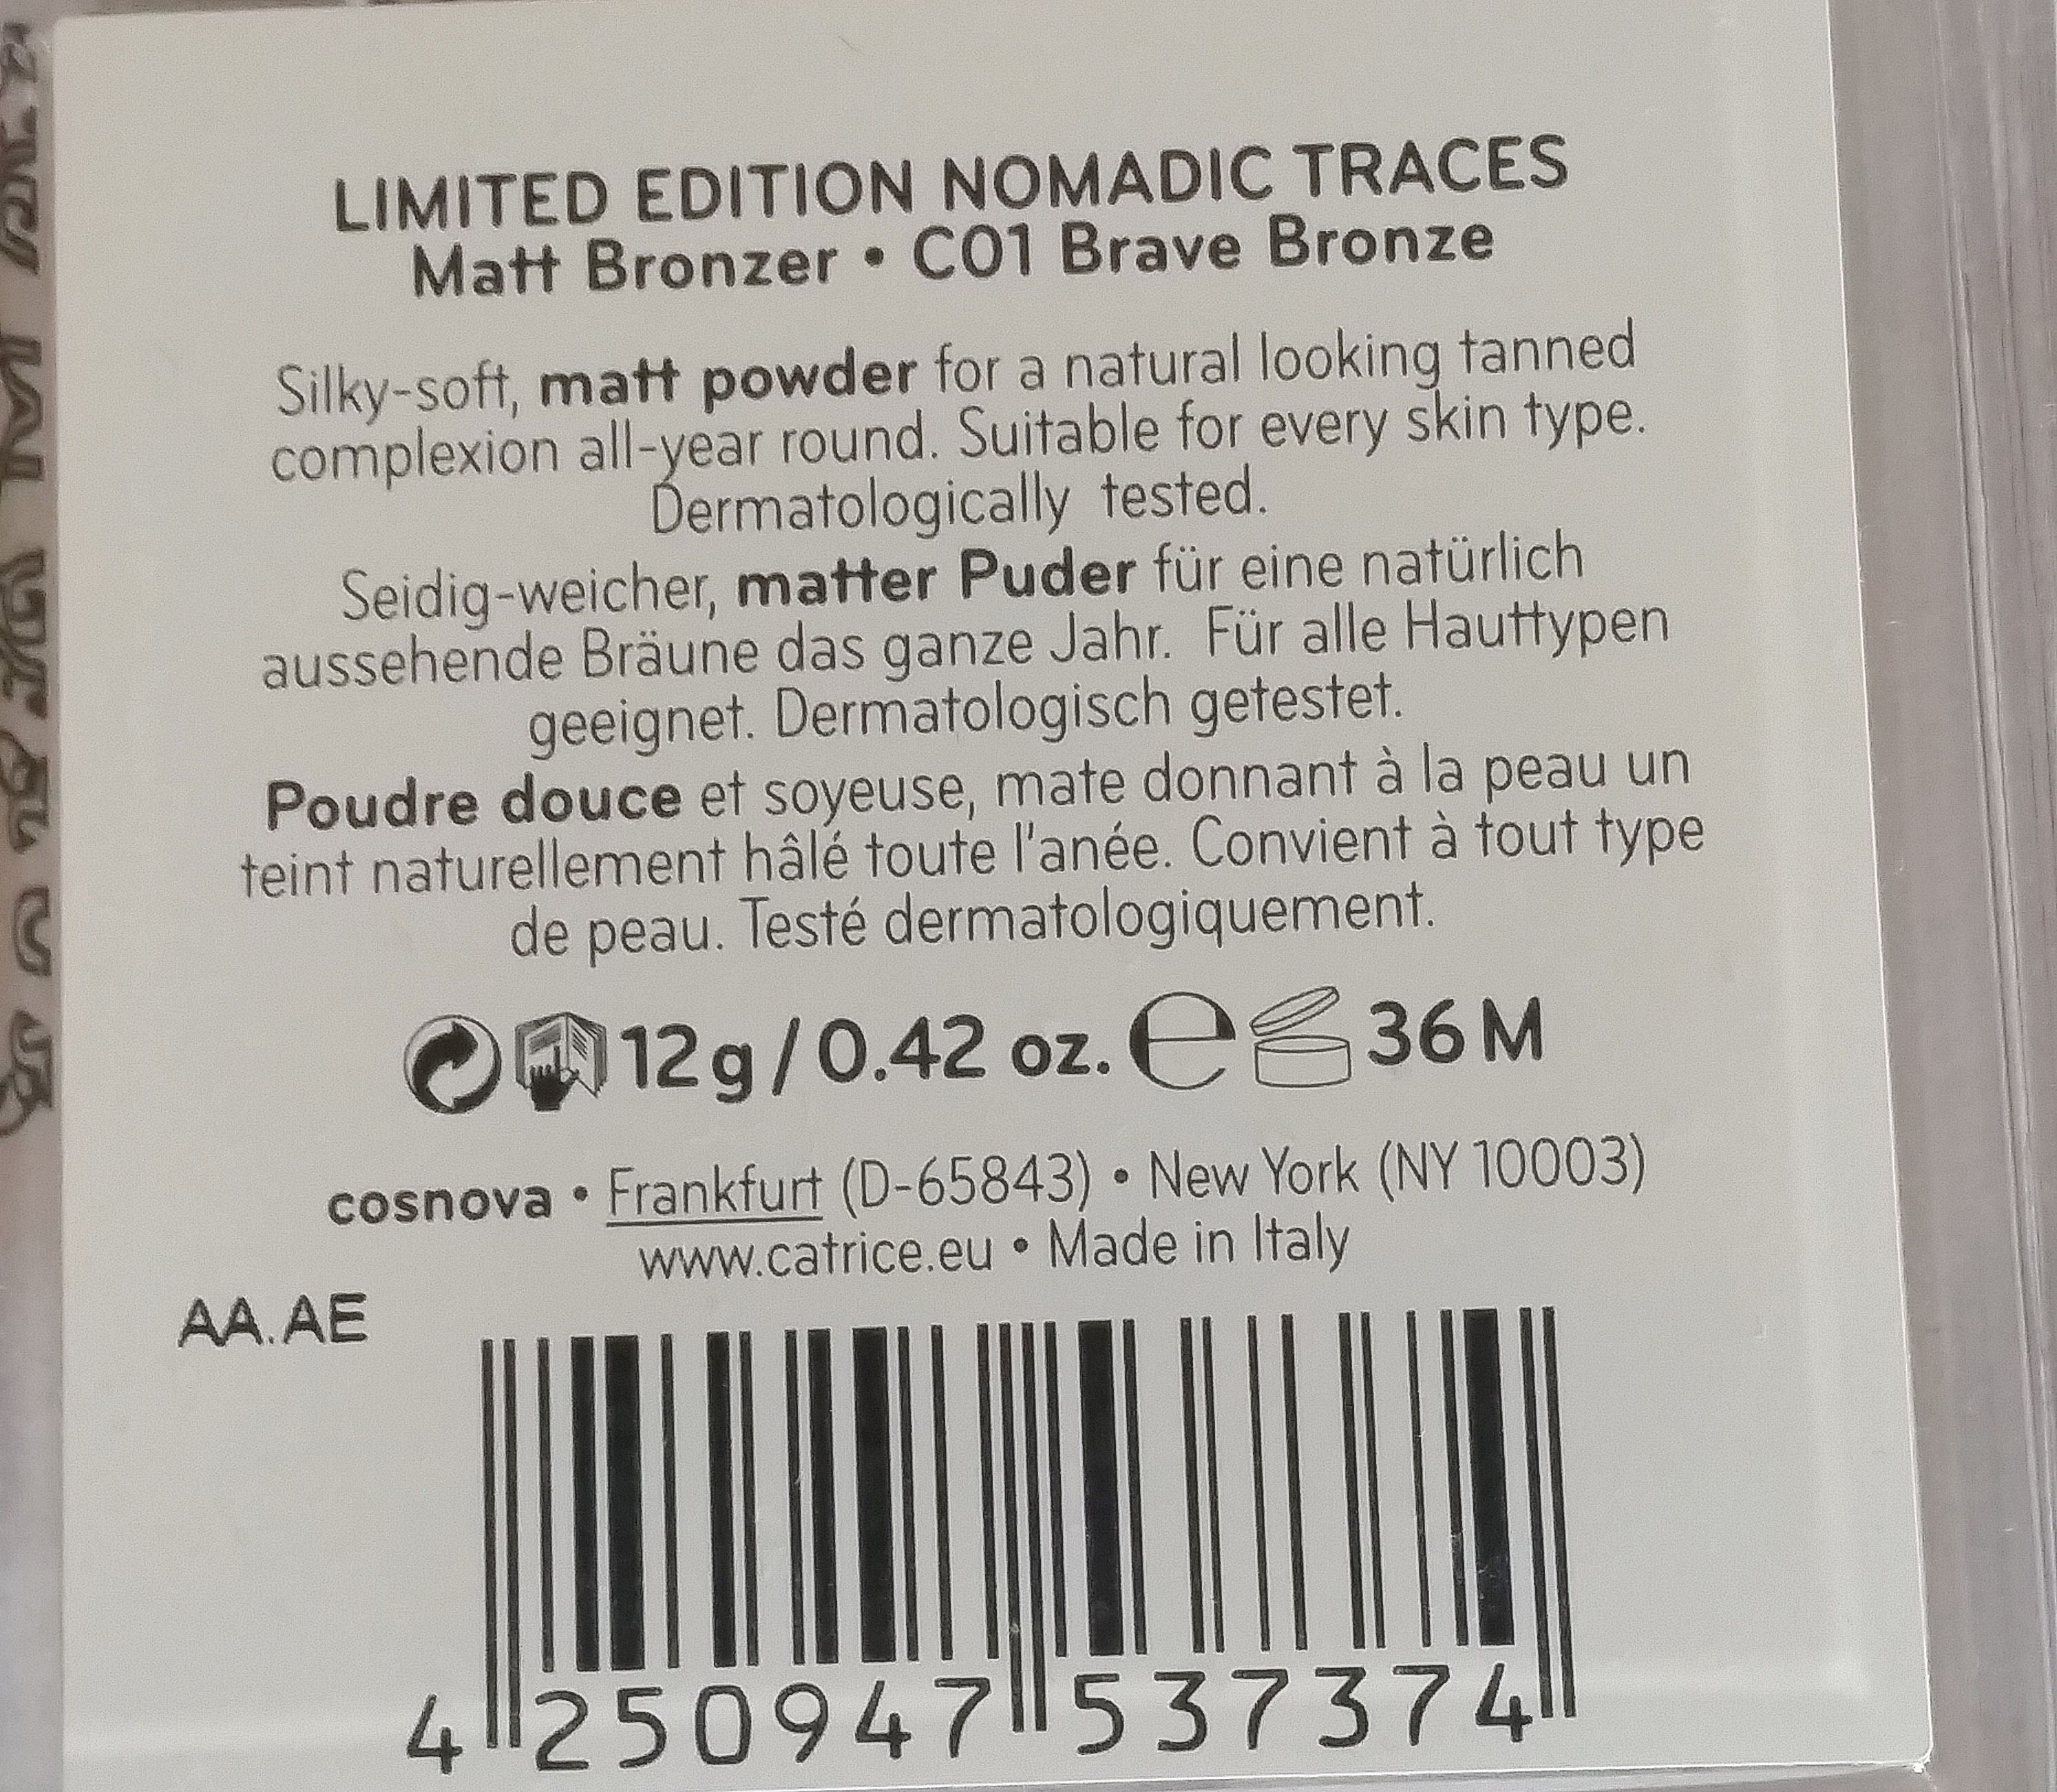 LIMITED EDITION NOMADIC TRACES
Matt Bronzer • C01 Brave Bronze
Silky-soft, matt powder for a natural looking tanned
complexion all-year round. Suitable for every skin type.
Dermatologically tested.
Seidig-weicher, matter Puder für eine natürlich
aussehende Bräune das ganze Jahr. Für alle Hauttypen
geeignet. Dermatologisch getestet.
Poudre douce et soyeuse, mate donnant à la peau un
teint naturellement hâlé toute l'anée. Convient à tout type
de peau. Testé dermatologiquement.
12g / 0.42 oz. e 36 M
cosnova • Frankfurt (D-65843) • New York (NY 10003)
www.catrice.eu • Made in Italy
AA.AE
4 250947 537374